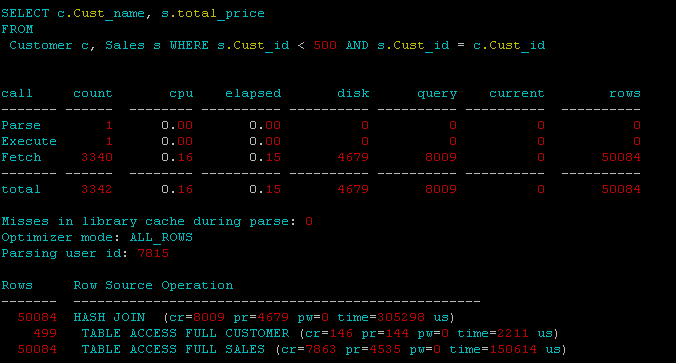 SELECT c.Cust_name, s.total_price
FROM
Customer c, Sales s WHERE s.Cust_id < 500 AND s.Cust_id = c.Cust_id
call count cpu elapsed disk query current rows
------- ------ -------- ---------- ---------- ---------- ---------- ----------
Parse 1 0.00 0.00 0 0 0 0
Execute 1 0.00 0.00 0 0 0 0
Fetch 3340 0.16 0.15 4679 8009 0 50084
------- ------ -------- ---------- ---------- ---------- ---------- ----------
total 3342 0.16 0.15 4679 8009 0 50084
Misses in library cache during parse: 0
Optimizer mode: ALL_ROWS
Parsing user id: 7815
Rows Row Source Operation
------- ---------------------------------------------------
50084 HASH JOIN (cr=8009 pr=4679 pw=0 time=305298 us)
499 TABLE ACCESS FULL CUSTOMER (cr=146 pr=144 pw=0 time=2211 us)
50084 TABLE ACCESS FULL SALES (cr=7863 pr=4535 pw=0 time=150614 us)